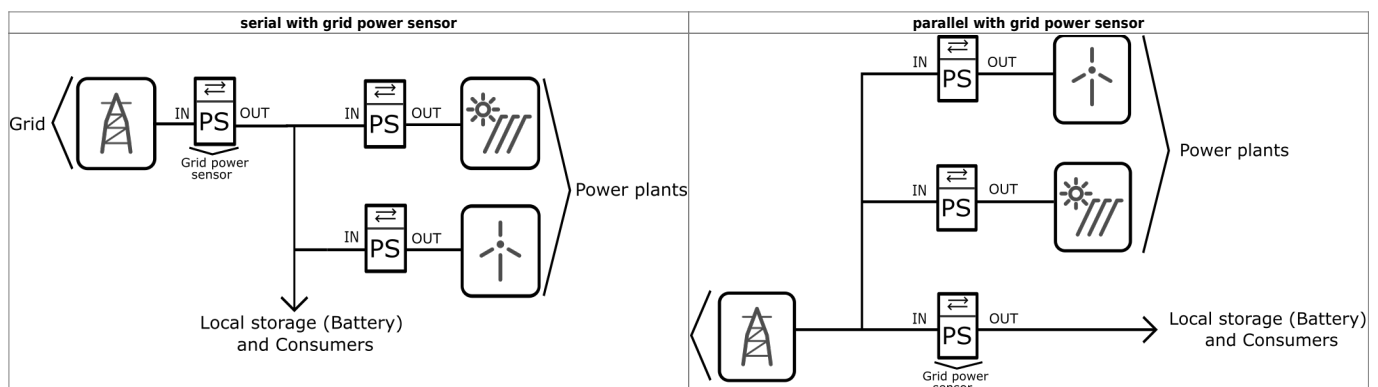 serial with grid power sensor
Grid
IN
PS
OUT
Grid power
sensor
IN
PS
OUT
IN
PS
OUT
Power plants
Local storage (Battery)
and Consumers
parallel with grid power sensor
IN
PS
OUT
IN
PS
OUT
Power plants
IN
PS
OUT
Grid power
sensor
Local storage (Battery)
and Consumers